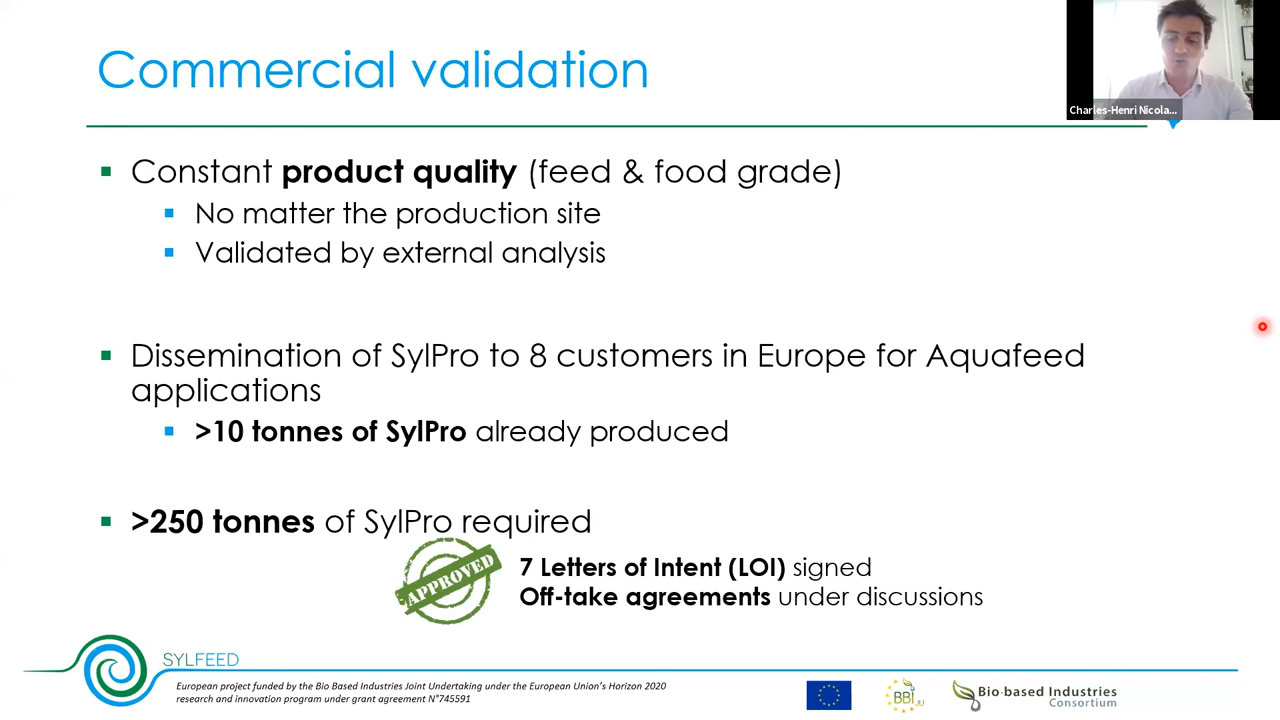 Commercial validation
Charles-Henri Nicola...
▪ Constant product quality (feed & food grade)
▪ No matter the production site
▪ Validated by external analysis
▪ Dissemination of SylPro to 8 customers in Europe for Aquafeed
applications
▪ >10 tonnes of SylPro already produced
▪ >250 tonnes of SylPro required
APPROVED
7 Letters of Intent (LOI) signed
Off-take agreements under discussions
SYLFEED
European project funded by the Bio Based Industries Joint Undertaking under the European Union's Horizon 2020
research and innovation program under grant agreement N°745591
BBI JU
Bio-based Industries
Consortium